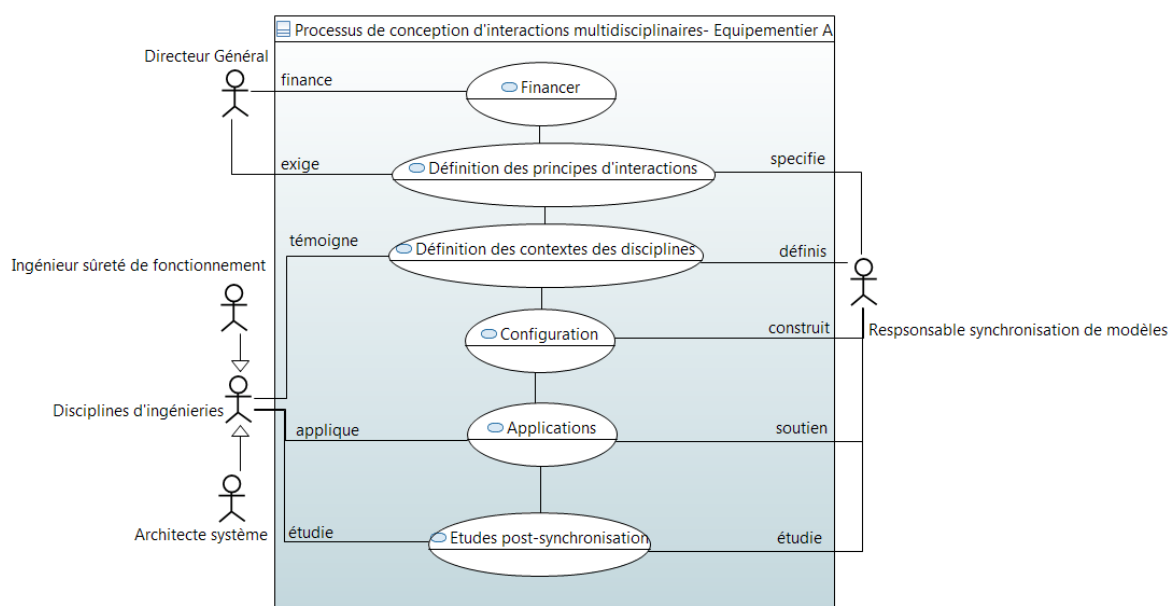 Processus de conception d'interactions multidisciplinaires- Equipementier A
Directeur Général
finance
Financer
exige
Définition des principes d'interactions
specifie
témoigne
Définition des contextes des disciplines
définis
Ingénieur sûreté de fonctionnement
Configuration
construit
Respsonsable synchronisation de modèles
Disciplines d'ingénieries
applique
Applications
soutien
Architecte système
étudie
Etudes post-synchronisation
étudie